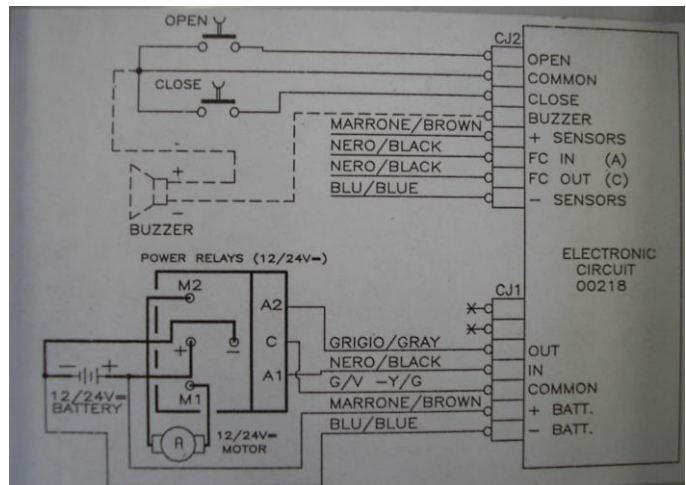 OPEN
CJ2
OPEN
COMMON
CLOSE
CLOSE
BUZZER
MARRONE/BROWN
+ SENSORS
NERO/BLACK
FC IN (A)
NERO/BLACK
FC OUT (C)
BLU/BLUE
- SENSORS
+
-
BUZZER
POWER RELAYS (12/24V=)
ELECTRONIC
CIRCUIT
00218
M2
CJ1
A2
GRIGIO/GRAY
OUT
+
-
C
NERO/BLACK
IN
- +
A1
G/V -Y/G
COMMON
12/24V=
BATTERY
M1
MARRONE/BROWN
+ BATT.
12/24V=
MOTOR
BLU/BLUE
- BATT.